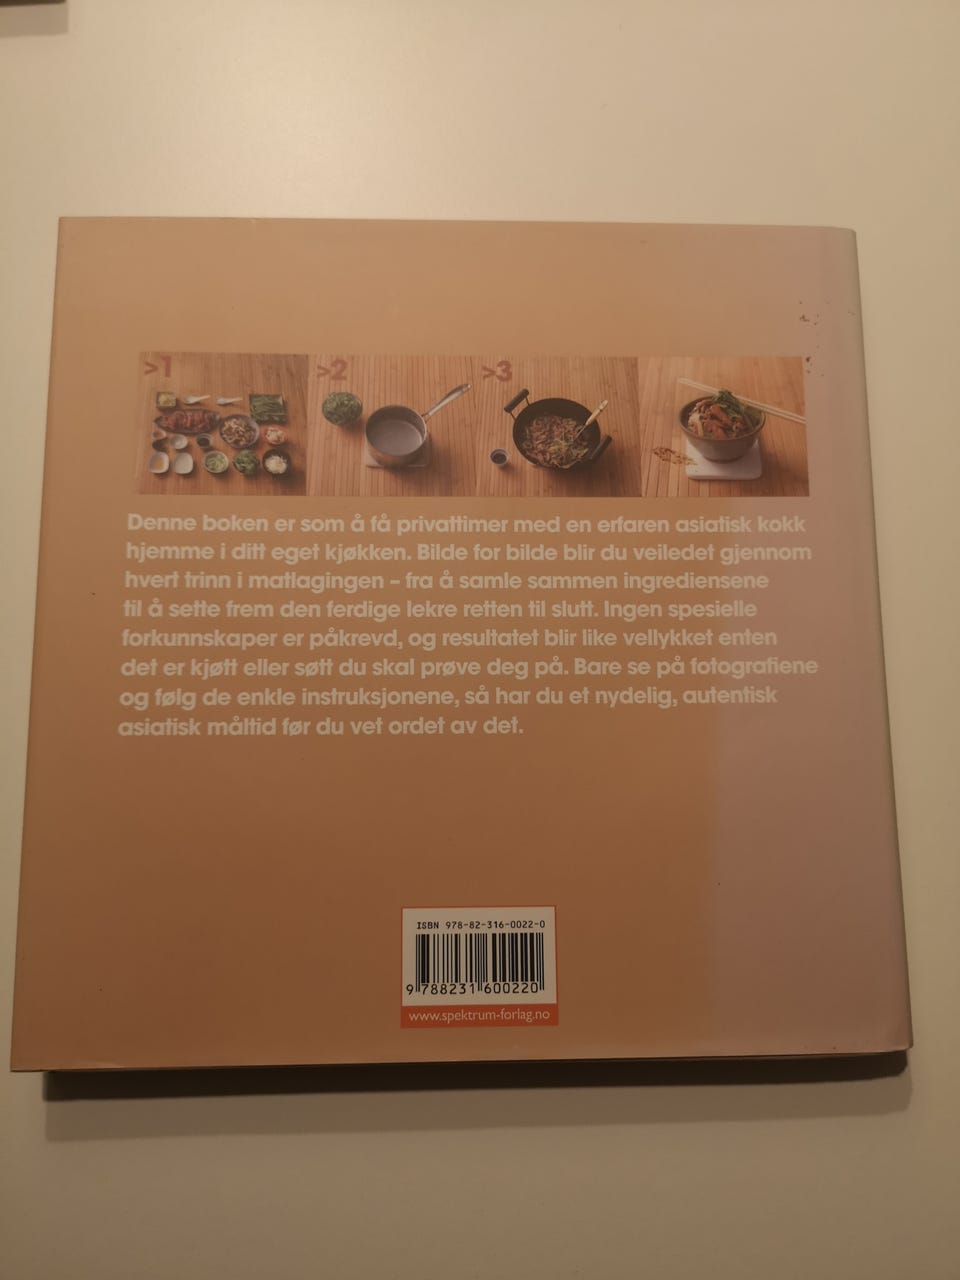 >1 >2 >3
Denne boken er som å få privattimer med en erfaren asiatisk kokk
hjemme i ditt eget kjøkken. Bilde for bilde blir du veiledet gjennom
hvert trinn i matlagingen – fra å samle sammen ingrediensene
til å sette frem den ferdige lekre retten til slutt. Ingen spesielle
forkunnskaper er påkrevd, og resultatet blir like vellykket enten
det er kjøtt eller søtt du skal prøve deg på. Bare se på fotografiene
og følg de enkle instruksjonene, så har du et nydelig, autentisk
asiatisk måltid før du vet ordet av det.
ISBN 978-82-316-0022-0
9 788231 600220
www.spektrum-forlag.no